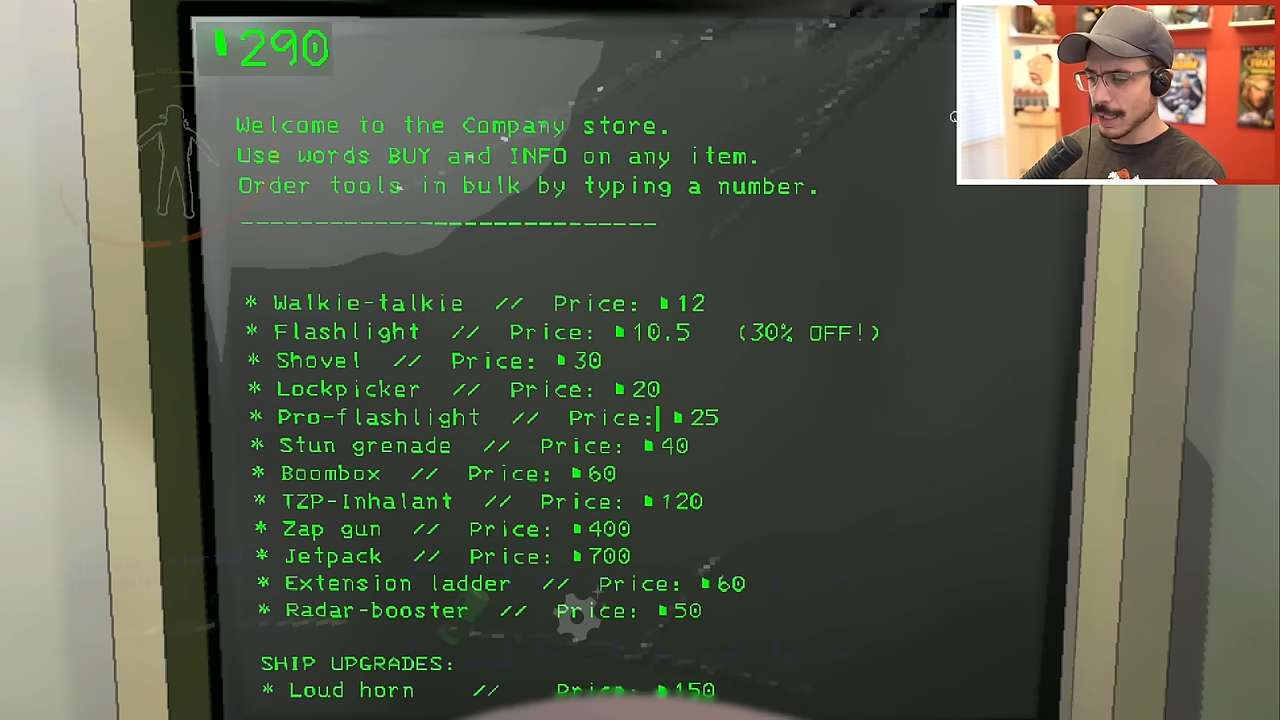 290
Welcome to the Company store.
Use words BUY and INFO on any item.
Order tools in bulk by typing a number.
----------------------------
* Walkie-talkie // Price: 12
* Flashlight // Price: 10.5 (30% OFF!)
* Shovel // Price: 30
* Lockpicker // Price: 20
* Pro-flashlight // Price: 25
* Stun grenade // Price: 40
* Boombox // Price: 60
* TZP-Inhalant // Price: 120
* Zap gun // Price: 400
* Jetpack // Price: 700
* Extension ladder // Price: 60
* Radar-booster // Price: 50
SHIP UPGRADES:
* Loud horn // Price: 150